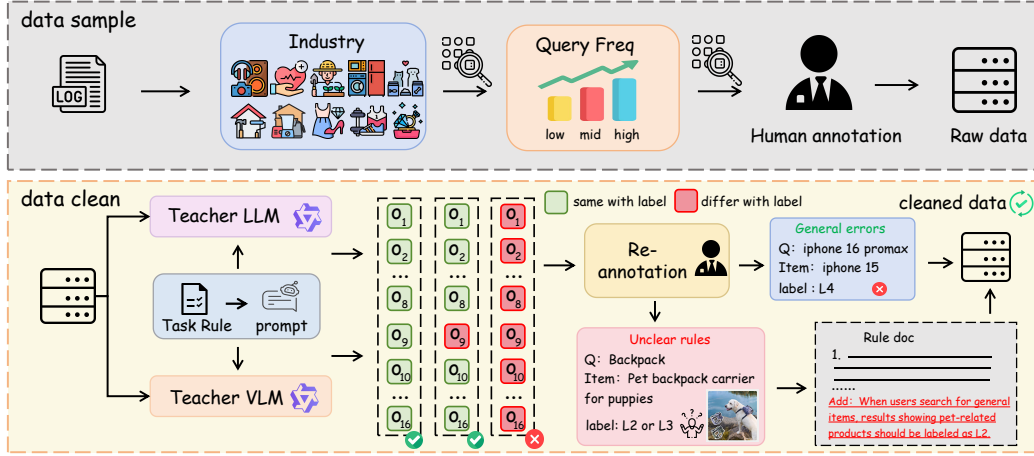 data sample
LOG
Industry
Query Freq
low mid high
Human annotation
Raw data
data clean
Teacher LLM
Task Rule
prompt
Teacher VLM
O1 O1 O1
O2 O2 O2
... ... ...
O8 O8 O8
O9 O9 O9
O10 O10 O10
... ... ...
O16 O16 O16
same with label
differ with label
Re-
annotation
General errors
Q: iphone 16 promax
Item: iphone 15
label : L4
cleaned data
Unclear rules
Q: Backpack
Item: Pet backpack carrier
for puppies
label: L2 or L3
Rule doc
1.
......
Add: When users search for general
items, results showing pet-related
products should be labeled as L2.